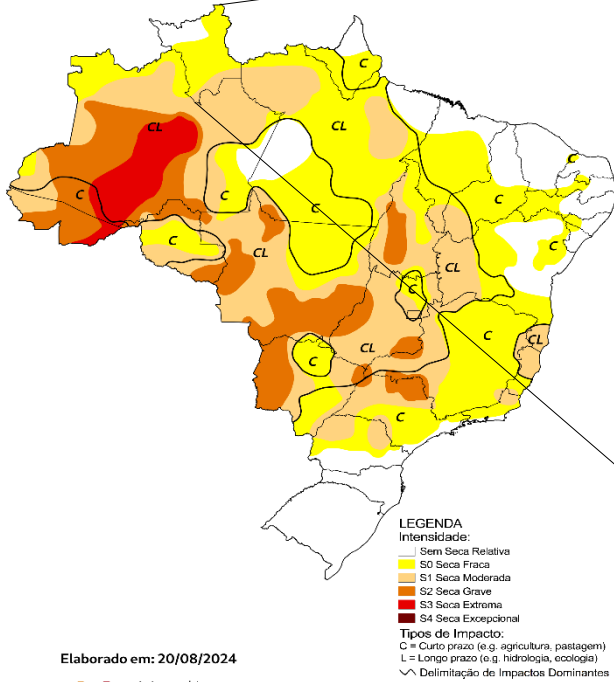 C
CL
C
CL
C
C
C
C
C
CL
CL
C
C
CL
C
CL
C
LEGENDA
Intensidade:
Sem Seca Relativa
S0 Seca Fraca
S1 Seca Moderada
S2 Seca Grave
S3 Seca Extrema
S4 Seca Excepcional
Tipos de Impacto:
C = Curto prazo (e.g. agricultura, pastagem)
L = Longo prazo (e.g. hidrologia, ecologia)
Delimitação de Impactos Dominantes
Elaborado em: 20/08/2024